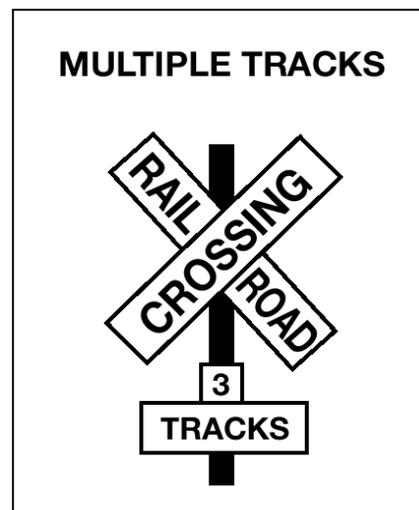 MULTIPLE TRACKS
RAIL
CROSSING
ROAD
3
TRACKS